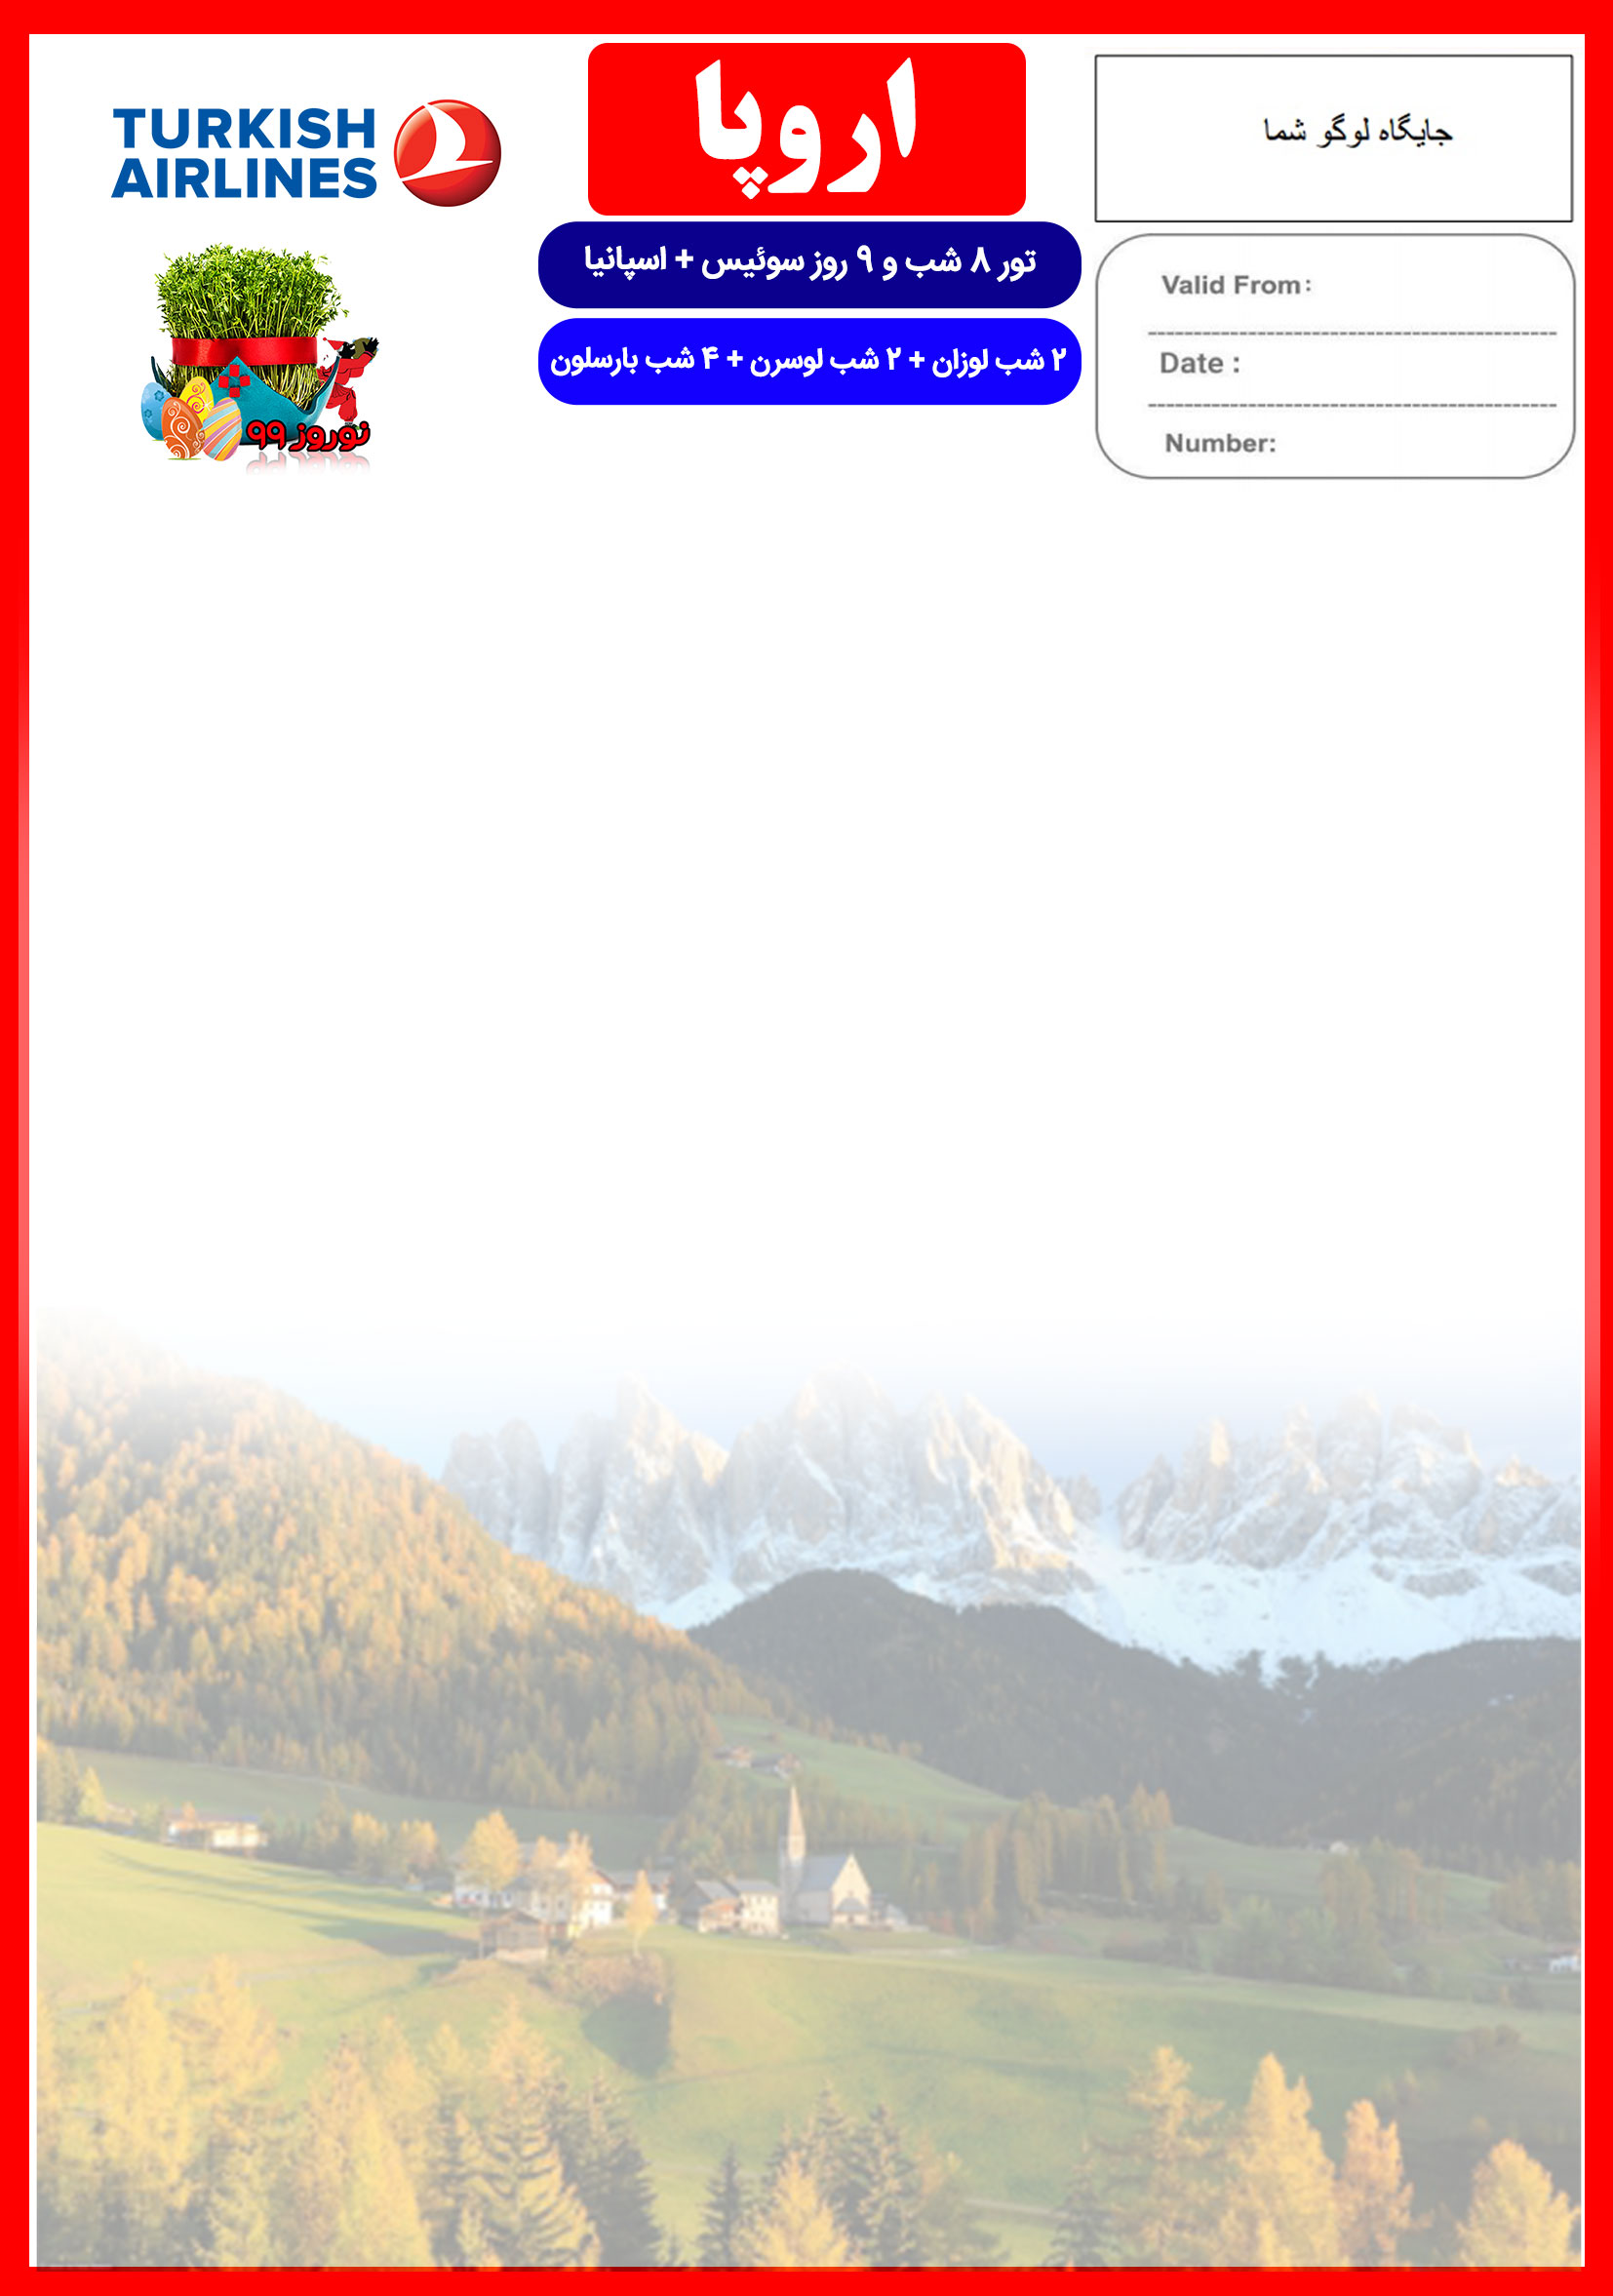 TURKISH
AIRLINES
اروپا
جایگاه لوگو شما
تور ۸ شب و ۹ روز سوئیس + اسپانیا
۲ شب لوزان + ۲ شب لوسرن + ۴ شب بارسلون
Valid From:
Date :
Number:
نوروز ۹۹